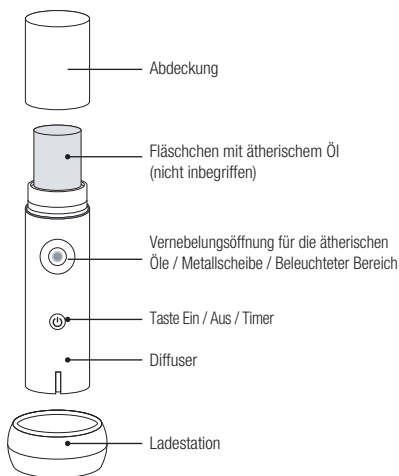 Abdeckung
Fläschchen mit ätherischem Öl
(nicht inbegriffen)
Vernebelungsöffnung für die ätherischen
Öle / Metallscheibe / Beleuchteter Bereich
Taste Ein / Aus / Timer
Diffuser
Ladestation